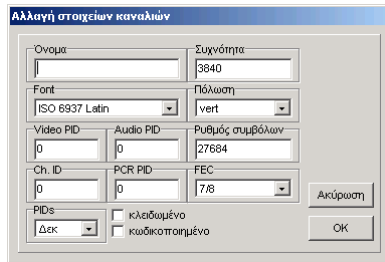 Αλλαγή στοιχείων καναλιών
Όνομα Συχνότητα
3840
Font Πόλωση
ISO 6937 Latin vert
Video PID Audio PID Ρυθμός συμβόλων
0 0 27684
Ch. ID PCR PID FEC
0 0 7/8
Ακύρωση
PIDs κλειδωμένο
Δεκ κωδικοποιημένο OK